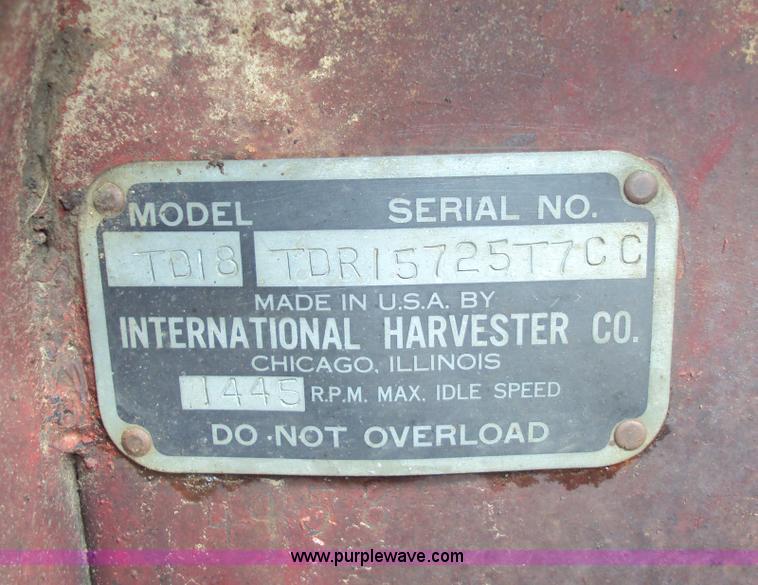 MODEL SERIAL NO.
TD18 TDR15725T7CC
MADE IN U.S.A. BY
INTERNATIONAL HARVESTER CO.
CHICAGO, ILLINOIS
1445 R.P.M. MAX. IDLE SPEED
DO NOT OVERLOAD
www.purplewave.com